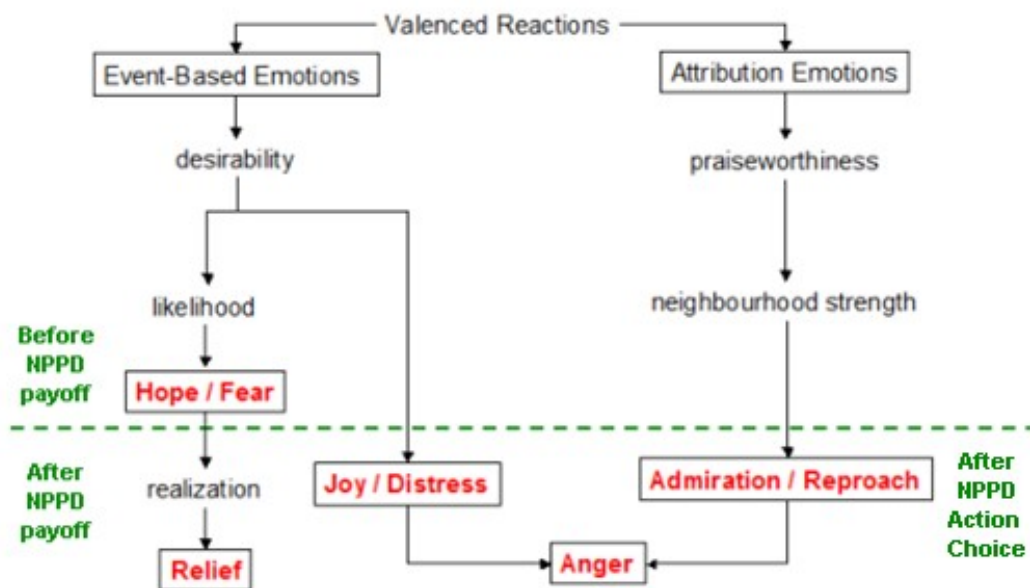 Valenced Reactions
Event-Based Emotions
Attribution Emotions
desirability
praiseworthiness
likelihood
neighbourhood strength
Before
NPPD
payoff
Hope / Fear
After
NPPD
payoff
realization
Joy / Distress
Admiration / Reproach
After
NPPD
Action
Choice
Relief
Anger